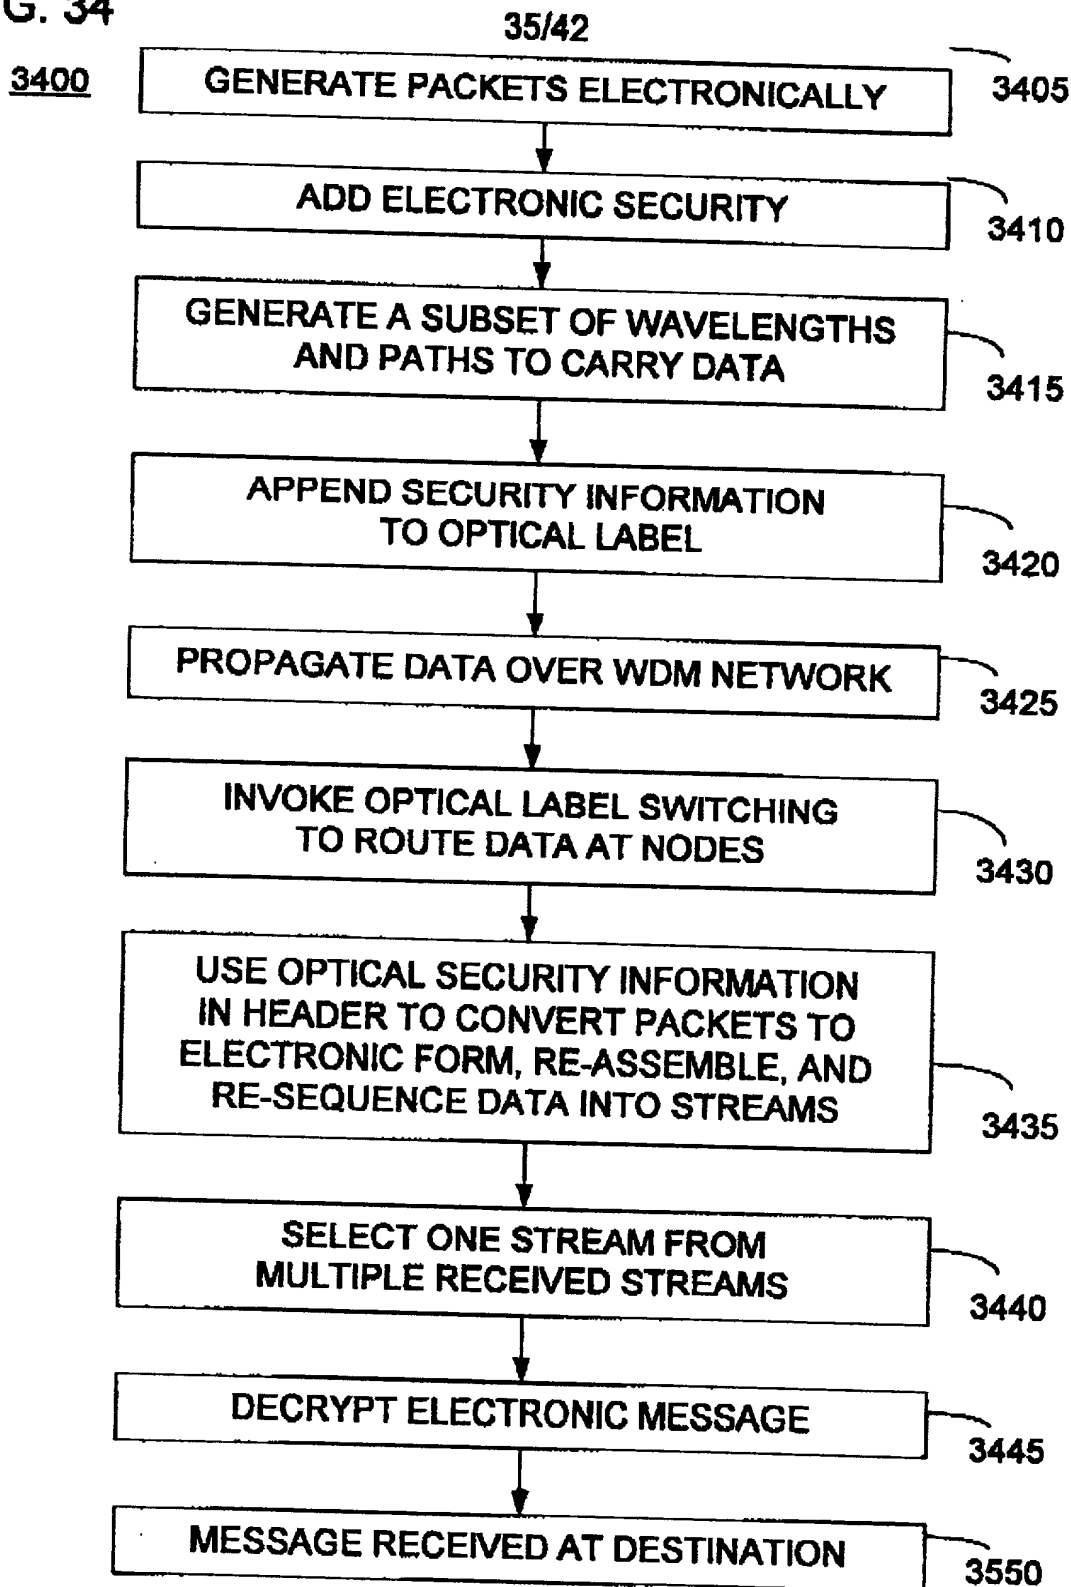 G. 34
35/42
3400
GENERATE PACKETS ELECTRONICALLY
3405
ADD ELECTRONIC SECURITY
3410
GENERATE A SUBSET OF WAVELENGTHS
AND PATHS TO CARRY DATA
3415
APPEND SECURITY INFORMATION
TO OPTICAL LABEL
3420
PROPAGATE DATA OVER WDM NETWORK
3425
INVOKE OPTICAL LABEL SWITCHING
TO ROUTE DATA AT NODES
3430
USE OPTICAL SECURITY INFORMATION
IN HEADER TO CONVERT PACKETS TO
ELECTRONIC FORM, RE-ASSEMBLE, AND
RE-SEQUENCE DATA INTO STREAMS
3435
SELECT ONE STREAM FROM
MULTIPLE RECEIVED STREAMS
3440
DECRYPT ELECTRONIC MESSAGE
3445
MESSAGE RECEIVED AT DESTINATION
3550